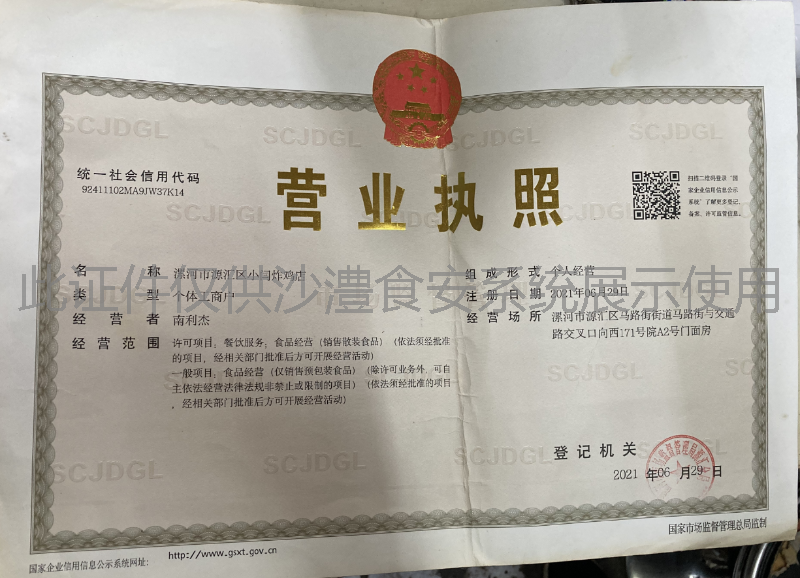 统一社会信用代码
92411102MA9JW37K14
营业执照
扫描二维码登录“国
家企业信用信息公示
系统”了解更多登记、
备案、许可监管信息。
名称 漯河市源汇区小闫炸鸡店
类型 个体工商户
经营者 南利杰
经营范围 许可项目：餐饮服务；食品经营（销售散装食品）（依法须经批准
的项目，经相关部门批准后方可开展经营活动）
一般项目：食品经营（仅销售预包装食品）（除许可业务外，可自
主依法经营法律法规非禁止或限制的项目）（依法须经批准的项目
，经相关部门批准后方可开展经营活动）
组成形式 个人经营
注册日期 2021年06月29日
经营场所 漯河市源汇区马路街街道马路街与交通
路交叉口向西171号院A2号门面房
此证件仅供沙澧食安系统展示使用
登记机关
2021 年06 月29 日
国家企业信用信息公示系统网址：
http://www.gsxt.gov.cn
国家市场监督管理总局监制
SCJDGL
SCJDGL
SCJDGL
SCJDGL
SCJDGL
SCJDGL
SCJDGL
SCJDGL
SCJDGL
SCJDGL